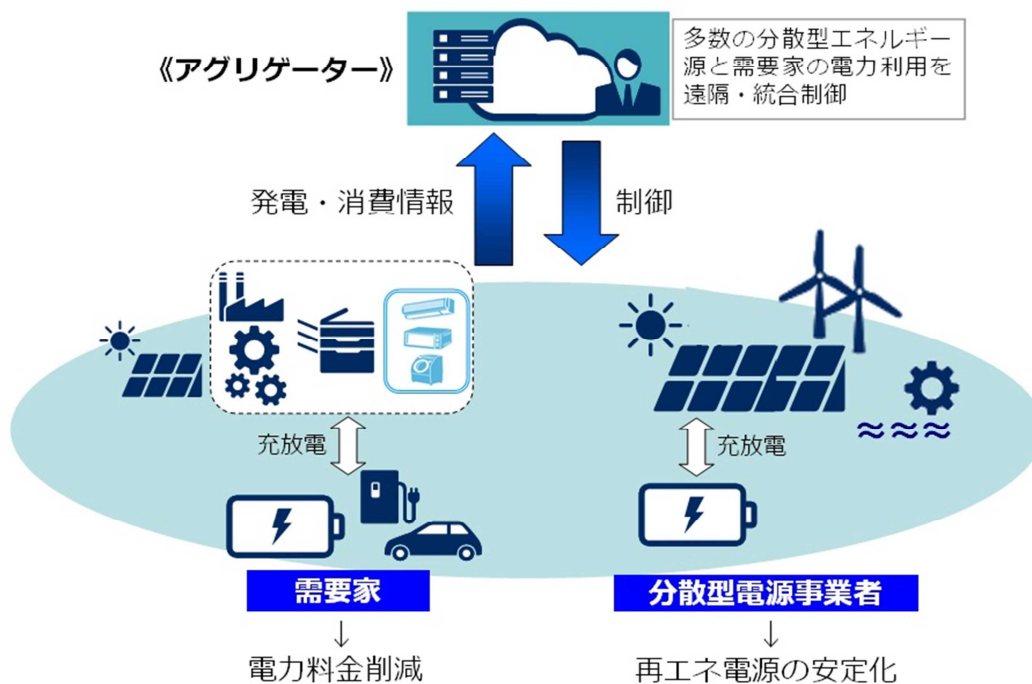 《アグリゲーター》
多数の分散型エネルギー
源と需要家の電力利用を
遠隔・統合制御
発電・消費情報
制御
充放電
充放電
需要家
分散型電源事業者
↓
↓
電力料金削減
再エネ電源の安定化